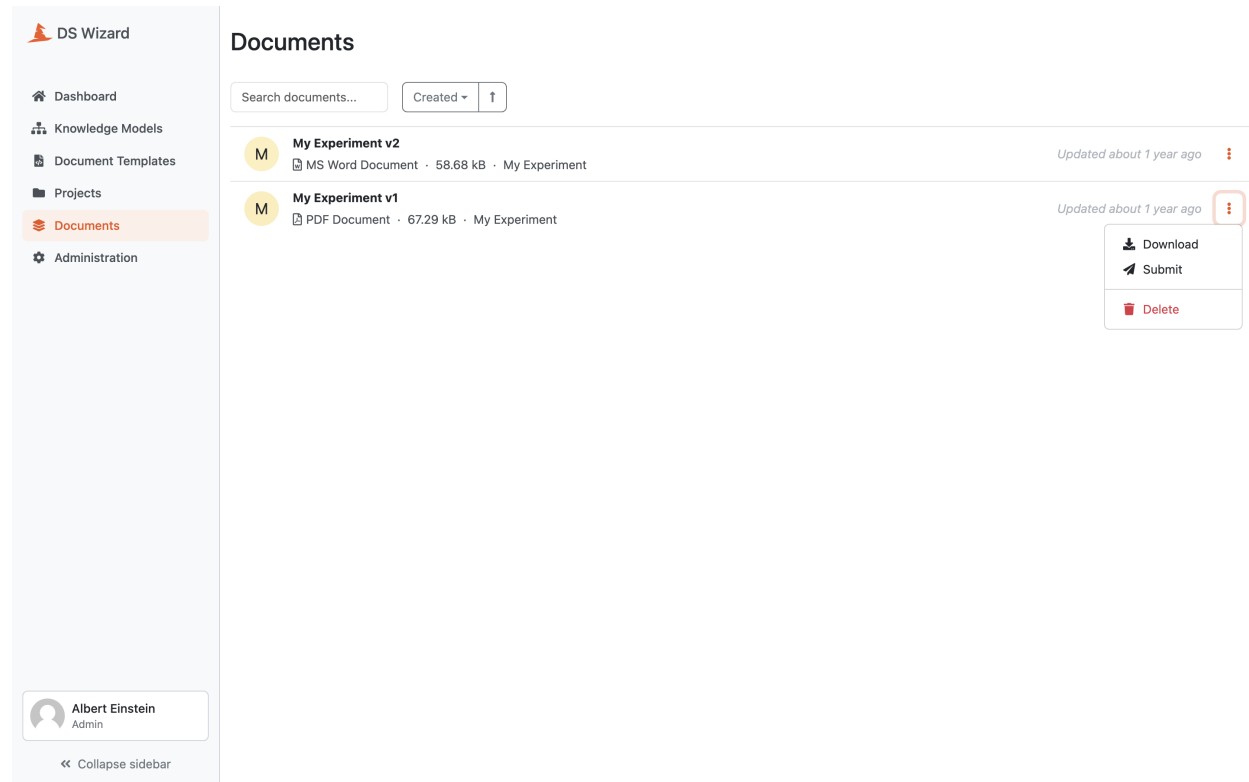 DS Wizard
Dashboard
Knowledge Models
Document Templates
Projects
Documents
Administration
Albert Einstein
Admin
Collapse sidebar
Documents
Search documents...
Created
M
My Experiment v2
MS Word Document · 58.68 kB · My Experiment
Updated about 1 year ago
M
My Experiment v1
PDF Document · 67.29 kB · My Experiment
Updated about 1 year ago
Download
Submit
Delete